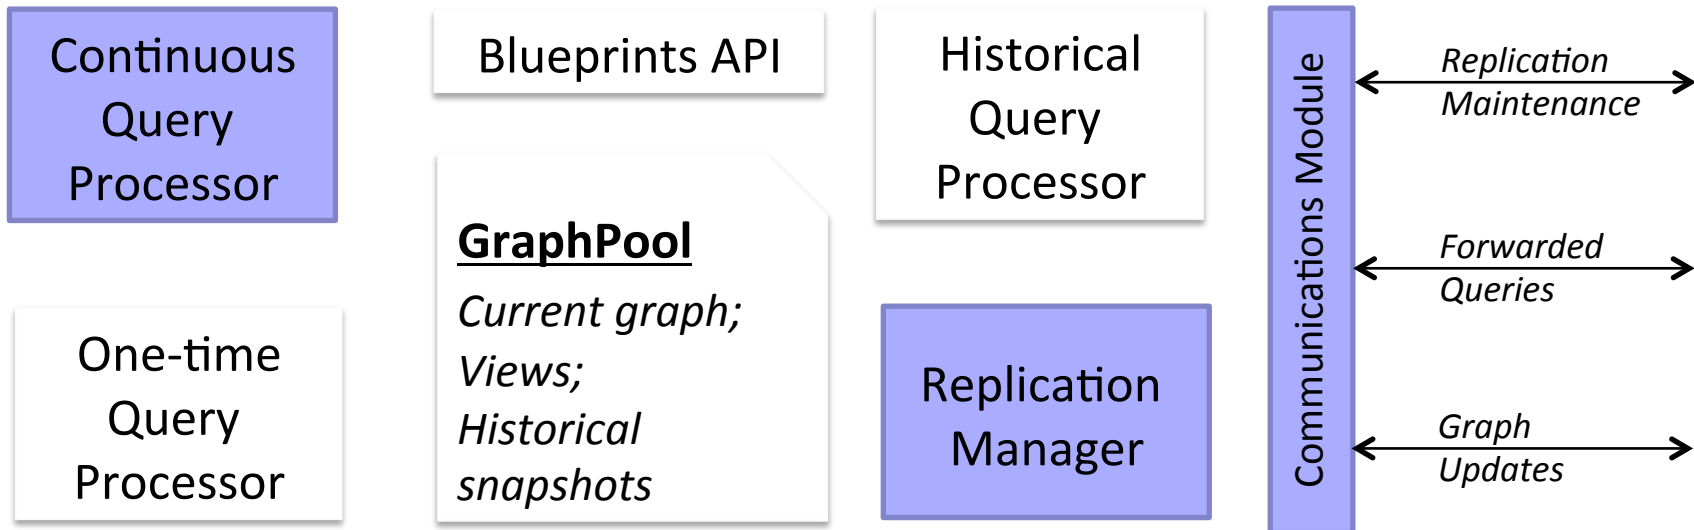 Continuous
Query
Processor
Blueprints API
Historical
Query
Processor
GraphPool
Current graph;
Views;
Historical
snapshots
One-time
Query
Processor
Replication
Manager
Communications Module
Replication
Maintenance
Forwarded
Queries
Graph
Updates